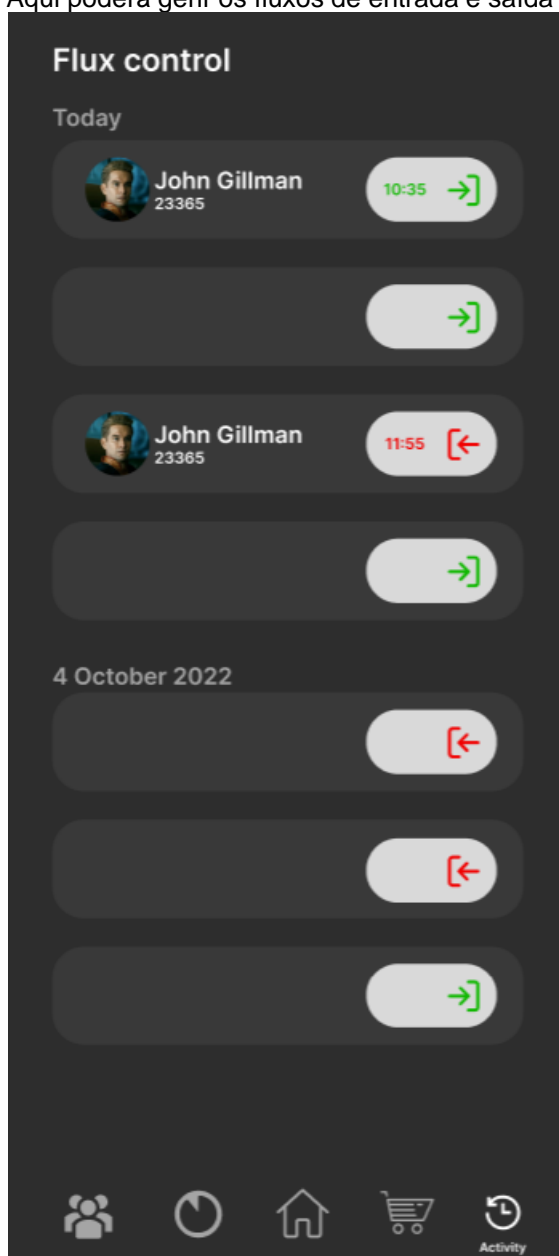 Aqui poderá gerir os fluxos de entrada e saída
Flux control
Today
John Gillman
23365
10:35
John Gillman
23365
11:55
4 October 2022
Activity